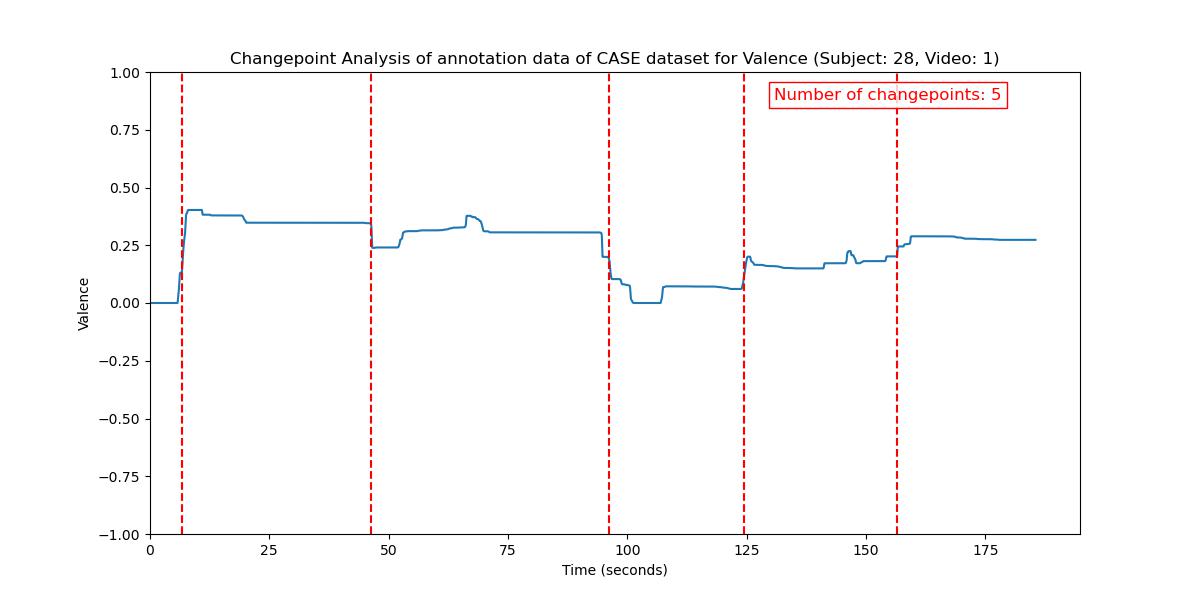 Changepoint Analysis of annotation data of CASE dataset for Valence (Subject: 28, Video: 1)
Number of changepoints: 5
1.00
0.75
0.50
0.25
0.00
−0.25
−0.50
−0.75
−1.00
Valence
0 25 50 75 100 125 150 175
Time (seconds)